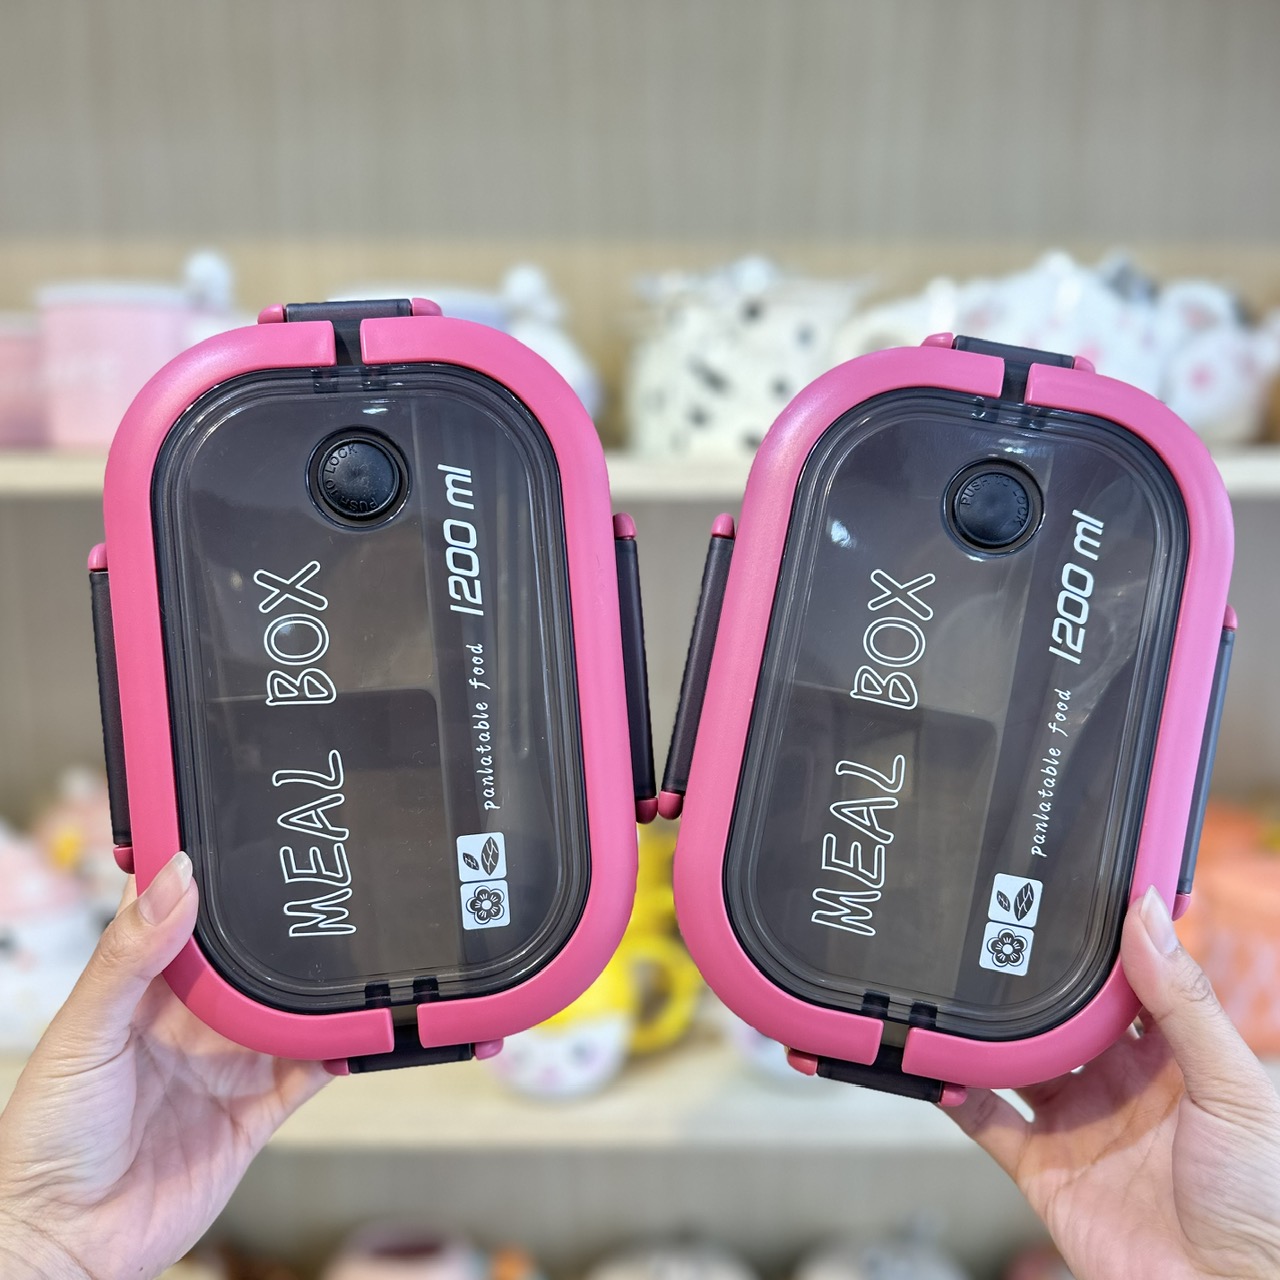 PUSH TO LOCK
MEAL BOX
1200 ml
panlatable food
PUSH TO LOCK
MEAL BOX
1200 ml
panlatable food